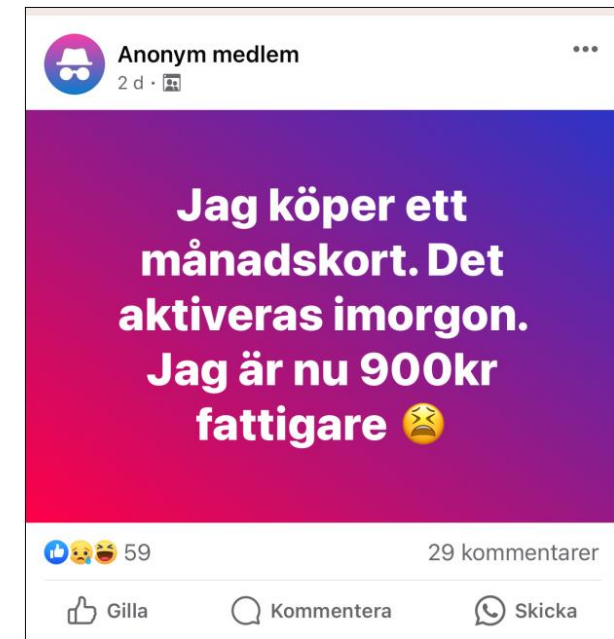 Anonym medlem
2 d ·
Jag köper ett
månadskort. Det
aktiveras imorgon.
Jag är nu 900kr
fattigare 😫
59
29 kommentarer
Gilla
Kommentera
Skicka